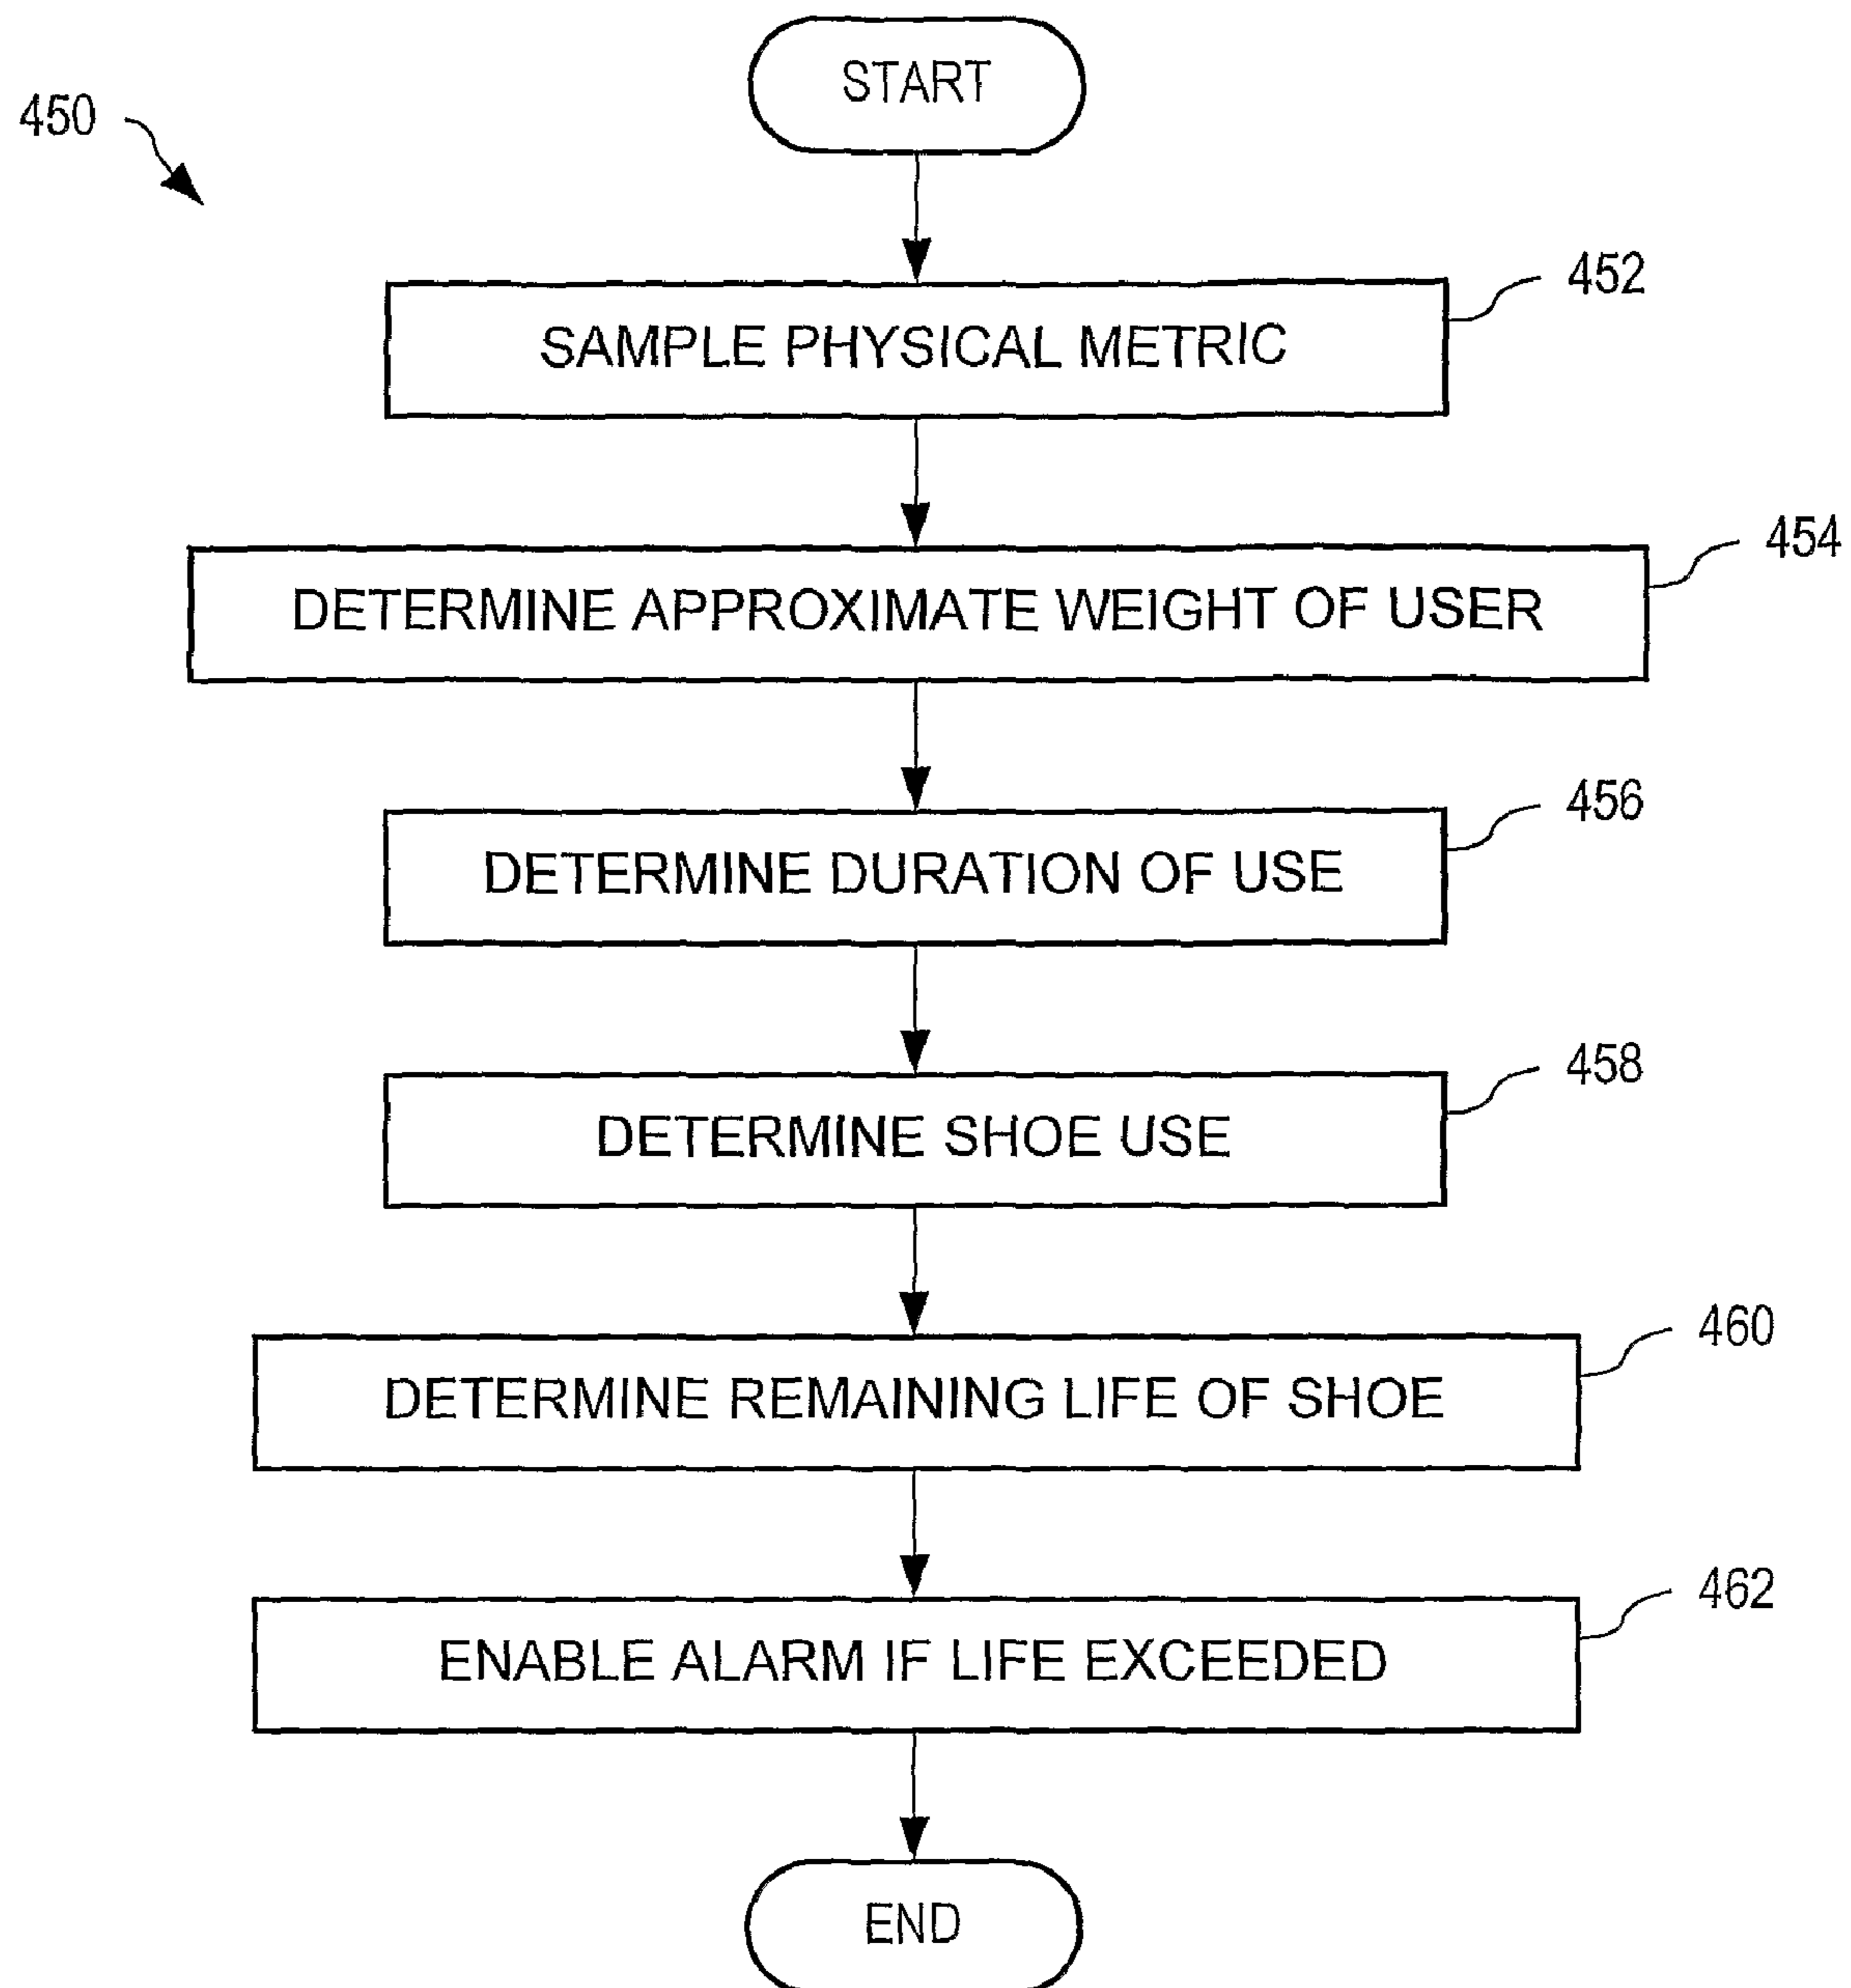 START
450
452
SAMPLE PHYSICAL METRIC
454
DETERMINE APPROXIMATE WEIGHT OF USER
456
DETERMINE DURATION OF USE
458
DETERMINE SHOE USE
460
DETERMINE REMAINING LIFE OF SHOE
462
ENABLE ALARM IF LIFE EXCEEDED
END